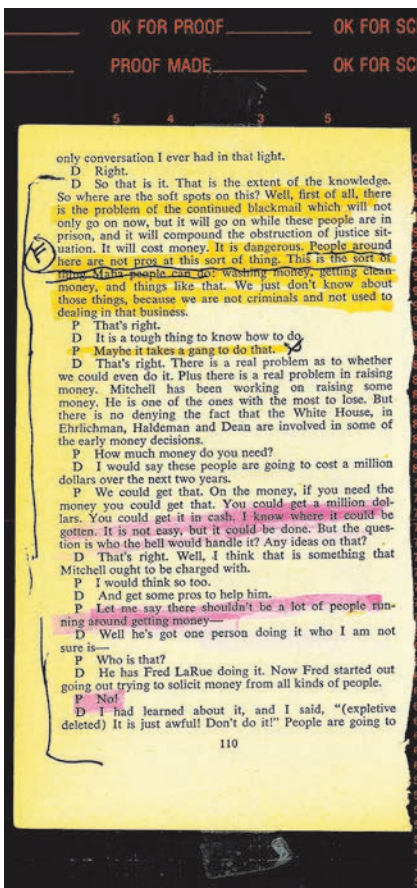 OK FOR PROOF OK FOR SC
PROOF MADE OK FOR SC
5 4 3 5
only conversation I ever had in that light.
D Right.
D So that is it. That is the extent of the knowledge.
So where are the soft spots on this? Well, first of all, there
is the problem of the continued blackmail which will not
only go on now, but it will go on while these people are in
prison, and it will compound the obstruction of justice sit-
uation. It will cost money. It is dangerous. People around
here are not pros at this sort of thing. This is the sort of
thing Mafia people can do: washing money, getting clean
money, and things like that. We just don't know about
those things, because we are not criminals and not used to
dealing in that business.
P That's right.
D It is a tough thing to know how to do.
P Maybe it takes a gang to do that.
D That's right. There is a real problem as to whether
we could even do it. Plus there is a real problem in raising
money. Mitchell has been working on raising some
money. He is one of the ones with the most to lose. But
there is no denying the fact that the White House, in
Ehrlichman, Haldeman and Dean are involved in some of
the early money decisions.
P How much money do you need?
D I would say these people are going to cost a million
dollars over the next two years.
P We could get that. On the money, if you need the
money you could get that. You could get a million dol-
lars. You could get it in cash. I know where it could be
gotten. It is not easy, but it could be done. But the ques-
tion is who the hell would handle it? Any ideas on that?
D That's right. Well, I think that is something that
Mitchell ought to be charged with.
P I would think so too.
D And get some pros to help him.
P Let me say there shouldn't be a lot of people run-
ning around getting money—
D Well he's got one person doing it who I am not
sure is—
P Who is that?
D He has Fred LaRue doing it. Now Fred started out
going out trying to solicit money from all kinds of people.
P No!
D I had learned about it, and I said, "(expletive
deleted) It is just awful! Don't do it!" People are going to
110